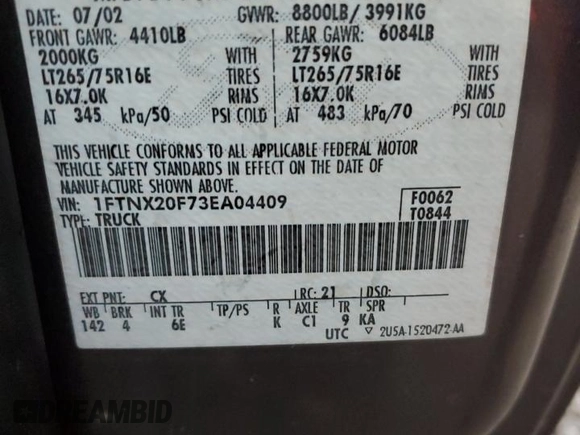 DATE: 07/02 GVWR: 8800LB/ 3991KG
FRONT GAWR: 4410LB REAR GAWR: 6084LB
2000KG WITH 2759KG WITH
LT265/75R16E TIRES LT265/75R16E TIRES
16X7.0K RIMS 16X7.0K RIMS
AT 345 kPa/50 PSI COLD AT 483 kPa/70 PSI COLD
THIS VEHICLE CONFORMS TO ALL APPLICABLE FEDERAL MOTOR
VEHICLE SAFETY STANDARDS IN EFFECT ON THE DATE OF
MANUFACTURE SHOWN ABOVE.
VIN: 1FTNX20F73EA04409 F0062
TYPE: TRUCK T0844
EXT PNT: CX RC: 21 DSO:
WB BRK INT TR TP/PS R AXLE TR SPR
142 4 6E K C1 9 KA
UTC ▽ 2U5A-1520472-AA
DREAMBID